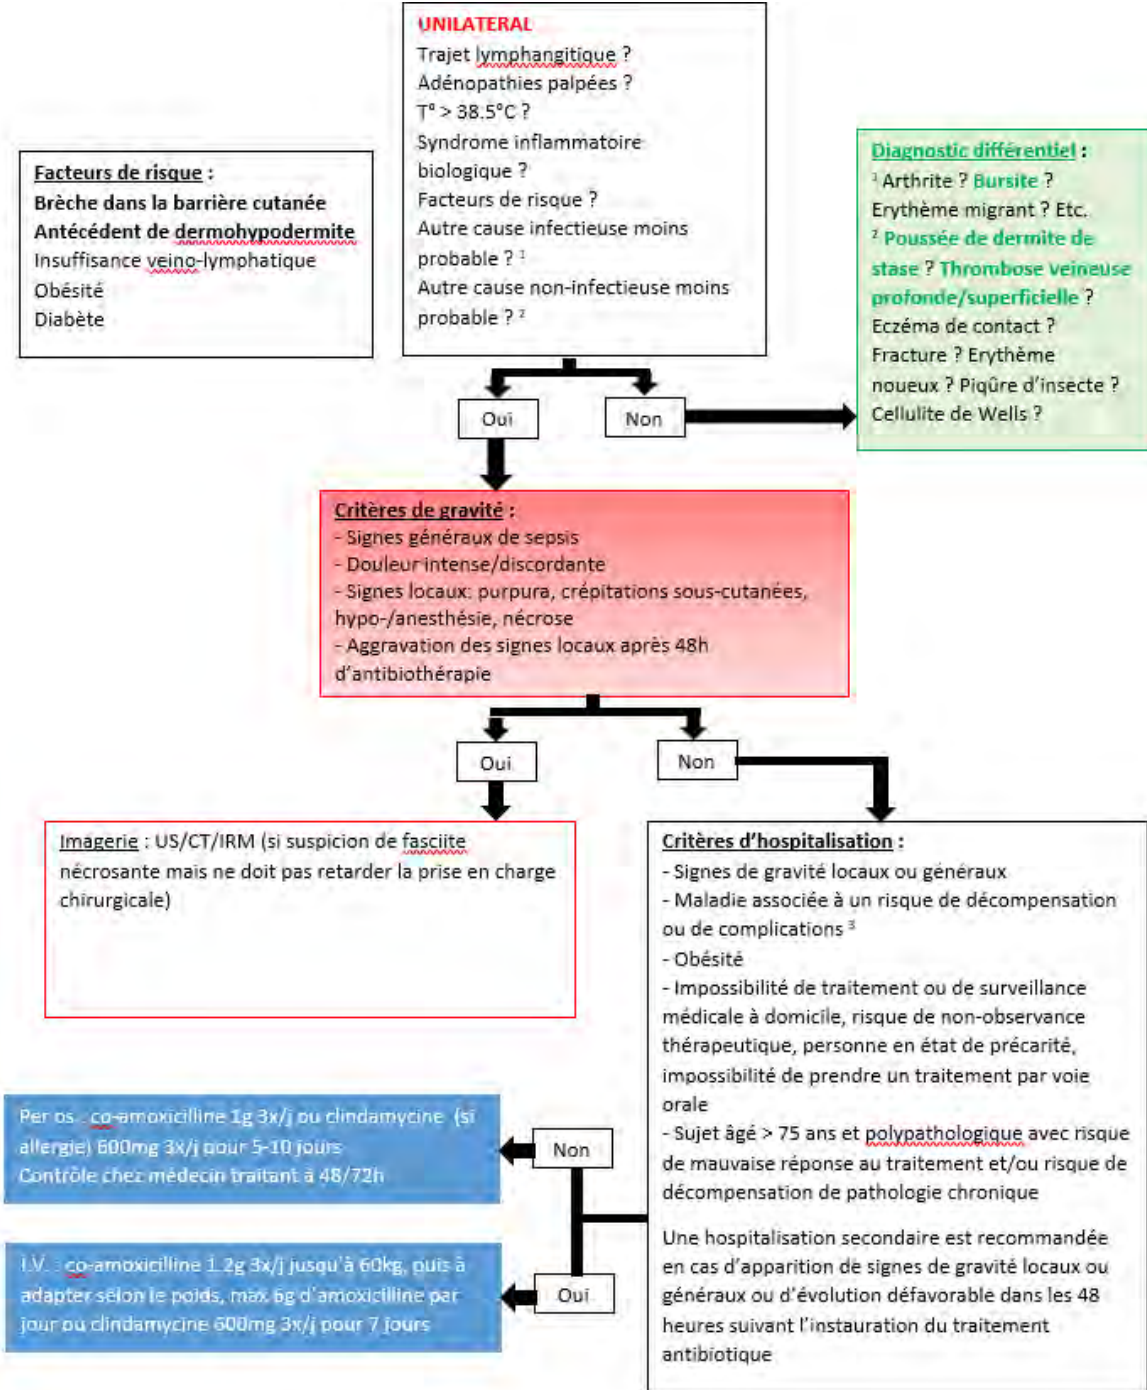 UNILATERAL
Trajet lymphangitique ?
Adénopathies palpées ?
T° > 38.5°C ?
Syndrome inflammatoire
biologique ?
Facteurs de risque ?
Autre cause infectieuse moins
probable ? ¹
Autre cause non-infectieuse moins
probable ? ²
Facteurs de risque :
Brèche dans la barrière cutanée
Antécédent de dermohypodermite
Insuffisance veino-lymphatique
Obésité
Diabète
Diagnostic différentiel :
¹ Arthrite ? Bursite ?
Erythème migrant ? Etc.
² Poussée de dermite de
stase ? Thrombose veineuse
profonde/superficielle ?
Eczéma de contact ?
Fracture ? Erythème
noueux ? Piqûre d'insecte ?
Cellulite de Wells ?
Oui
Non
Critères de gravité :
- Signes généraux de sepsis
- Douleur intense/discordante
- Signes locaux: purpura, crépitations sous-cutanées,
hypo-/anesthésie, nécrose
- Aggravation des signes locaux après 48h
d'antibiothérapie
Oui
Non
Imagerie : US/CT/IRM (si suspicion de fasciite
nécrosante mais ne doit pas retarder la prise en charge
chirurgicale)
Critères d'hospitalisation :
- Signes de gravité locaux ou généraux
- Maladie associée à un risque de décompensation
ou de complications ³
- Obésité
- Impossibilité de traitement ou de surveillance
médicale à domicile, risque de non-observance
thérapeutique, personne en état de précarité,
impossibilité de prendre un traitement par voie
orale
- Sujet âgé > 75 ans et polypathologique avec risque
de mauvaise réponse au traitement et/ou risque de
décompensation de pathologie chronique
Une hospitalisation secondaire est recommandée
en cas d'apparition de signes de gravité locaux ou
généraux ou d'évolution défavorable dans les 48
heures suivant l'instauration du traitement
antibiotique
Non
Per os : co-amoxicilline 1g 3x/j ou clindamycine (si
allergie) 600mg 3x/j pour 5-10 jours
Contrôle chez médecin traitant à 48/72h
Oui
I.V. : co-amoxicilline 1.2g 3x/j jusqu'à 60kg, puis à
adapter selon le poids, max 6g d'amoxicilline par
jour ou clindamycine 600mg 3x/j pour 7 jours